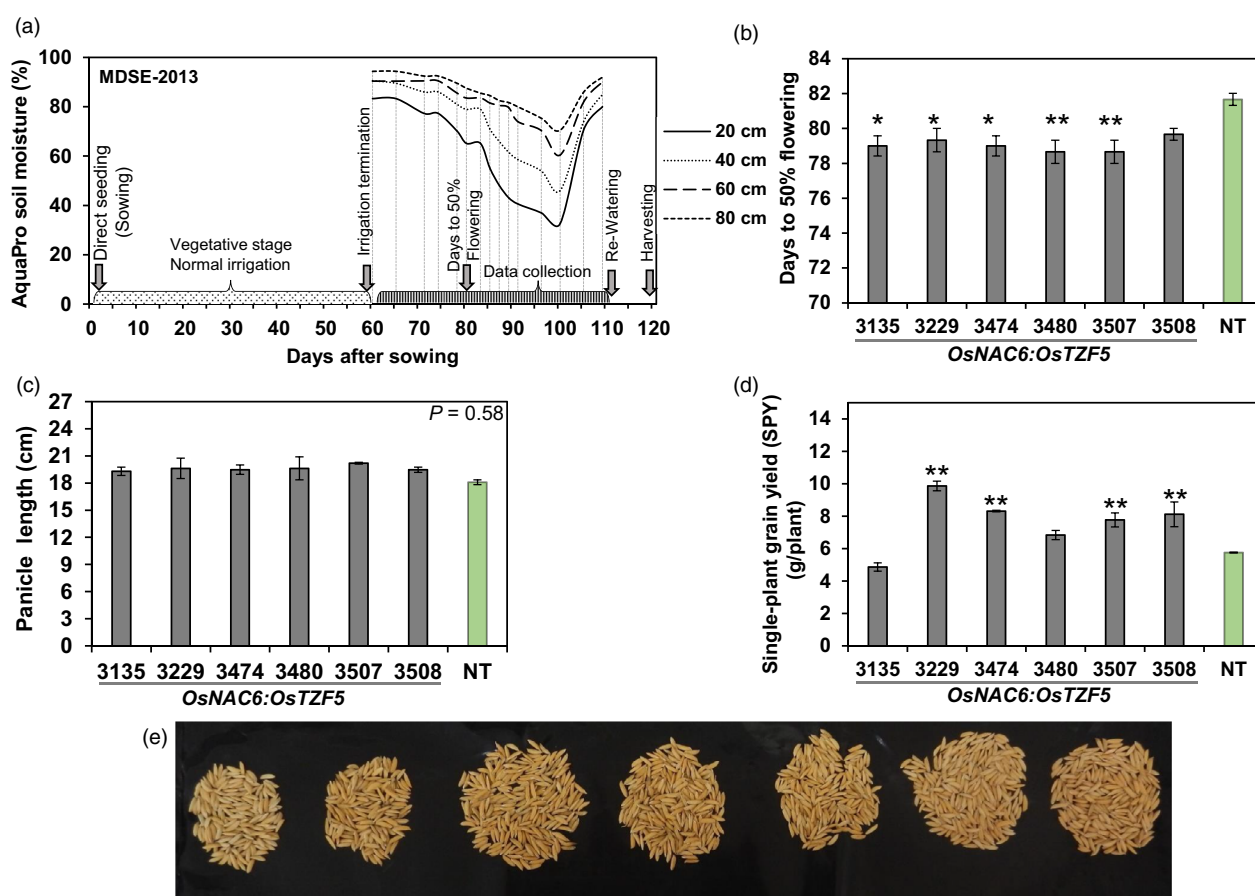 (a)
AquaPro soil moisture (%)
100
80
60
40
20
0
MDSE-2013
Direct seeding
(Sowing)
Vegetative stage
Normal irrigation
Irrigation termination
Days to 50%
Flowering
Data collection
Re-Watering
Harvesting
0 10 20 30 40 50 60 70 80 90 100 110 120
Days after sowing
20 cm
40 cm
60 cm
80 cm
(b)
Days to 50% flowering
84
82
80
78
76
74
72
70
* * * ** **
3135 3229 3474 3480 3507 3508 NT
OsNAC6:OsTZF5
(c)
Panicle length (cm)
27
24
21
18
15
12
9
6
3
0
P = 0.58
3135 3229 3474 3480 3507 3508 NT
OsNAC6:OsTZF5
(d)
Single-plant grain yield (SPY)
(g/plant)
14
12
10
8
6
4
2
0
** ** ** **
3135 3229 3474 3480 3507 3508 NT
OsNAC6:OsTZF5
(e)